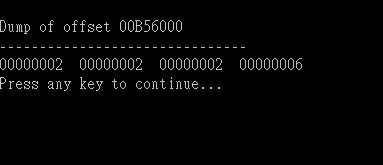 Dump of offset 00B56000
-------------------------------
00000002  00000002  00000002  00000006
Press any key to continue...